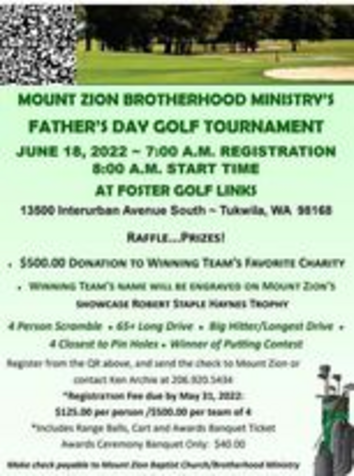 MOUNT ZION BROTHERHOOD MINISTRY'S
FATHER'S DAY GOLF TOURNAMENT
JUNE 18, 2022 ~ 7:00 A.M. REGISTRATION
8:00 A.M. START TIME
AT FOSTER GOLF LINKS
13500 Interurban Avenue South ~ Tukwila, WA 98168
RAFFLE...PRIZES!
• $500.00 DONATION TO WINNING TEAM'S FAVORITE CHARITY
• WINNING TEAM'S NAME WILL BE ENGRAVED ON MOUNT ZION'S
SHOWCASE ROBERT STAPLE HAYNES TROPHY
4 Person Scramble • 65+ Long Drive • Big Hitter/Longest Drive •
4 Closest to Pin Holes • Winner of Putting Contest
Register from the QR above, and send the check to Mount Zion or
contact Ken Archie at 206.920.5434
*Registration Fee due by May 31, 2022:
$125.00 per person /$500.00 per team of 4
*Includes Range Balls, Cart and Awards Banquet Ticket
Awards Ceremony Banquet Only: $40.00
Make check payable to Mount Zion Baptist Church/Brotherhood Ministry